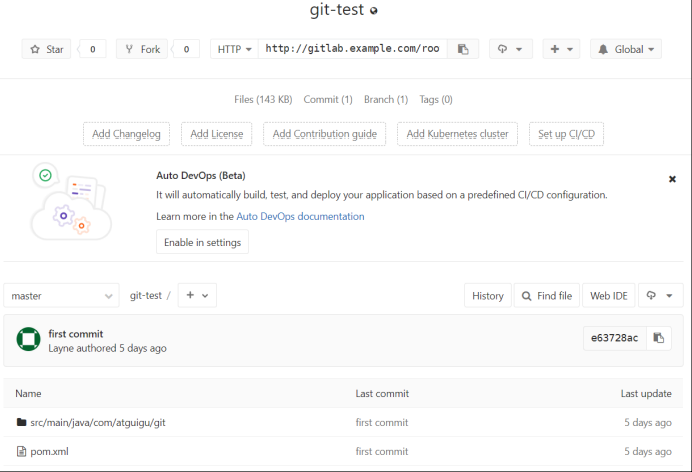 git-test
Star 0 Fork 0 HTTP http://gitlab.example.com/roo Global
Files (143 KB) Commit (1) Branch (1) Tags (0)
Add Changelog Add License Add Contribution guide Add Kubernetes cluster Set up CI/CD
Auto DevOps (Beta)
It will automatically build, test, and deploy your application based on a predefined CI/CD configuration.
Learn more in the Auto DevOps documentation
Enable in settings
master git-test / + History Find file Web IDE
first commit
Layne authored 5 days ago
e63728ac
Name Last commit Last update
src/main/java/com/atguigu/git first commit 5 days ago
pom.xml first commit 5 days ago